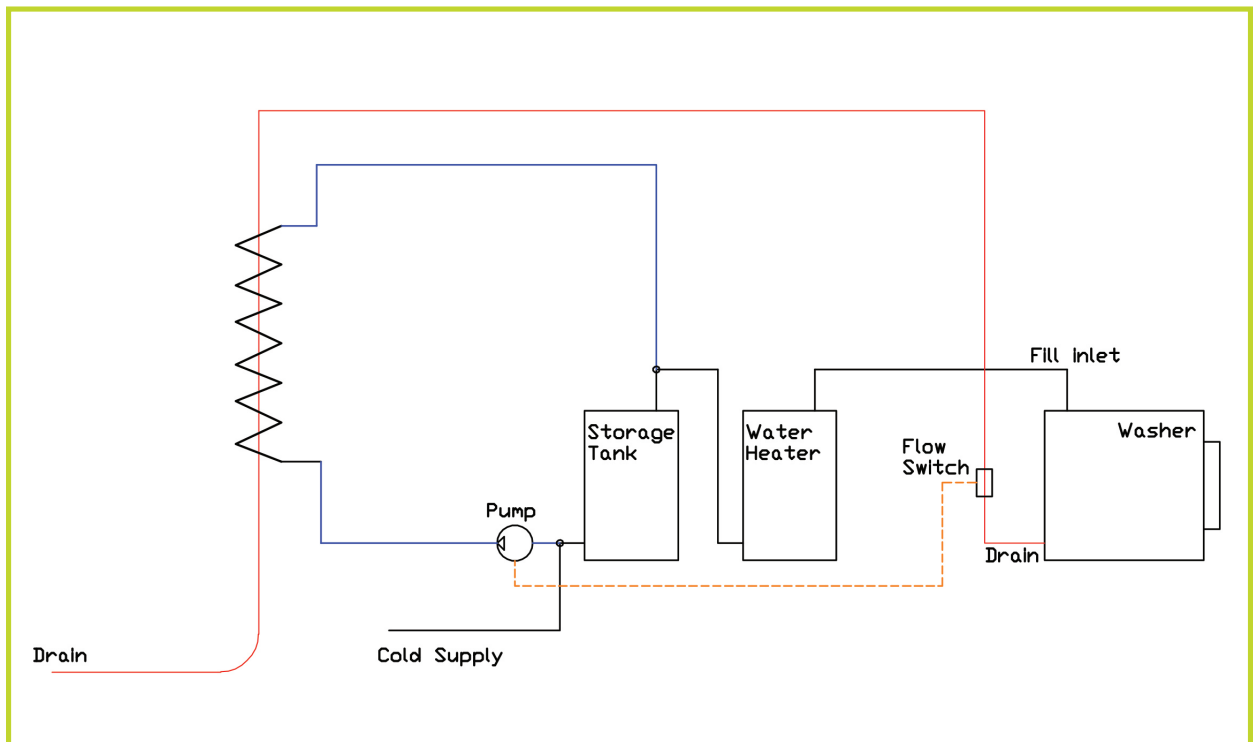 Fill inlet
Storage
Tank
Water
Heater
Washer
Flow
Switch
Pump
Drain
Drain
Cold Supply